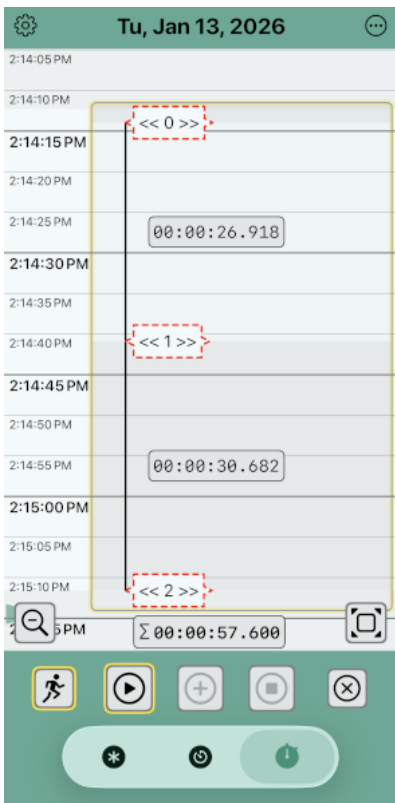 Tu, Jan 13, 2026
2:14:05 PM
2:14:10 PM
<< 0 >>
2:14:15 PM
2:14:20 PM
2:14:25 PM
00:00:26.918
2:14:30 PM
2:14:35 PM
2:14:40 PM
<< 1 >>
2:14:45 PM
2:14:50 PM
2:14:55 PM
00:00:30.682
2:15:00 PM
2:15:05 PM
2:15:10 PM
<< 2 >>
5 PM
∑ 00:00:57.600